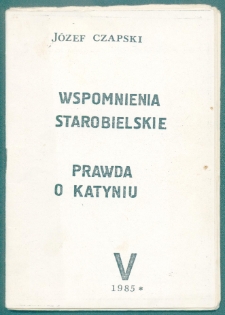 JÓZEF CZAPSKI
WSPOMNIENIA
STAROBIELSKIE
PRAWDA
O KATYNIU
V
1985 *